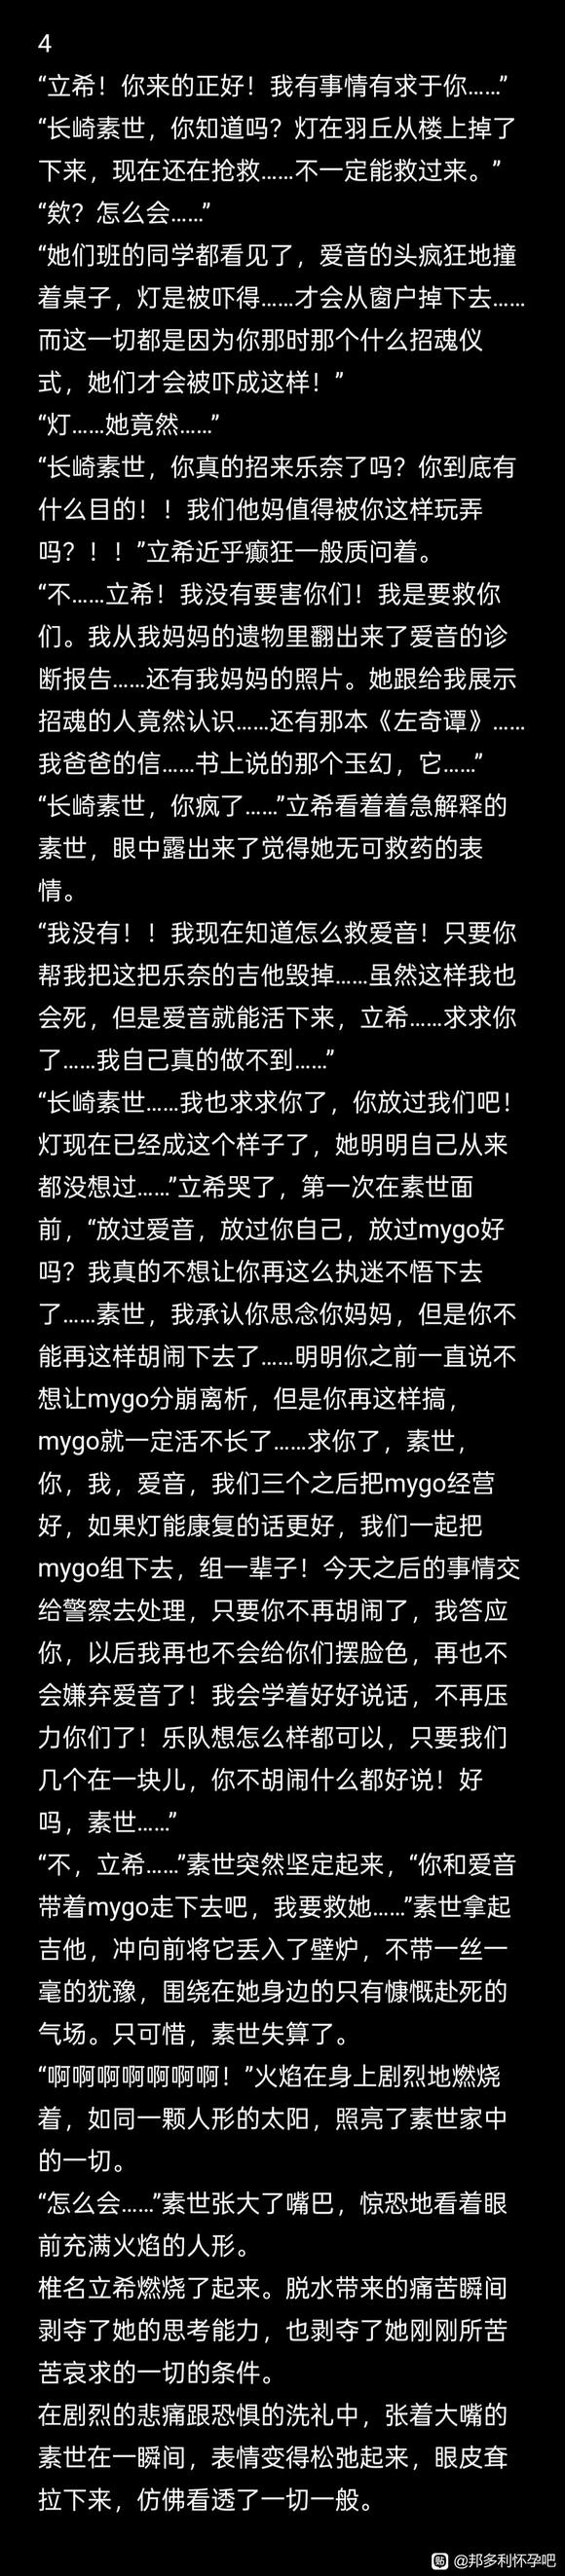 4
“立希！你来的正好！我有事情有求于你……”
“长崎素世，你知道吗？灯在羽丘从楼上掉了
下来，现在还在抢救……不一定能救过来。”
“欸？怎么会……”
“她们班的同学都看见了，爱音的头疯狂地撞
着桌子，灯是被吓得……才会从窗户掉下去……
而这一切都是因为你那时那个什么招魂仪
式，她们才会被吓成这样！”
“灯……她竟然……”
“长崎素世，你真的招来乐奈了吗？你到底有
什么目的！！我们他妈值得被你这样玩弄
吗？！！”立希近乎癫狂一般质问着。
“不……立希！我没有要害你们！我是要救你
们。我从我妈妈的遗物里翻出来了爱音的诊
断报告……还有我妈妈的照片。她跟给我展示
招魂的人竟然认识……还有那本《左奇谭》……
我爸爸的信……书上说的那个玉幻，它……”
“长崎素世，你疯了……”立希看着着急解释的
素世，眼中露出来了觉得她无可救药的表
情。
“我没有！！我现在知道怎么救爱音！只要你
帮我把这把乐奈的吉他毁掉……虽然这样我也
会死，但是爱音就能活下来，立希……求求你
了……我自己真的做不到……”
“长崎素世……我也求求你了，你放过我们吧！
灯现在已经成这个样子了，她明明自己从来
都没想过……”立希哭了，第一次在素世面
前，“放过爱音，放过你自己，放过mygo好
吗？我真的不想让你再这么执迷不悟下去
了……素世，我承认你思念你妈妈，但是你不
能再这样胡闹下去了……明明你之前一直说不
想让mygo分崩离析，但是你再这样搞，
mygo就一定活不长了……求你了，素世，
你，我，爱音，我们三个之后把mygo经营
好，如果灯能康复的话更好，我们一起把
mygo组下去，组一辈子！今天之后的事情交
给警察去处理，只要你不再胡闹了，我答应
你，以后我再也不会给你们摆脸色，再也不
会嫌弃爱音了！我会学着好好说话，不再压
力你们了！乐队想怎么样都可以，只要我们
几个在一块儿，你不胡闹什么都好说！好
吗，素世……”
“不，立希……”素世突然坚定起来，“你和爱音
带着mygo走下去吧，我要救她……”素世拿起
吉他，冲向前将它丢入了壁炉，不带一丝一
毫的犹豫，围绕在她身边的只有慷慨赴死的
气场。只可惜，素世失算了。
“啊啊啊啊啊啊啊！”火焰在身上剧烈地燃烧
着，如同一颗人形的太阳，照亮了素世家中
的一切。
“怎么会……”素世张大了嘴巴，惊恐地看着眼
前充满火焰的人形。
椎名立希燃烧了起来。脱水带来的痛苦瞬间
剥夺了她的思考能力，也剥夺了她刚刚所苦
苦哀求的一切的条件。
在剧烈的悲痛跟恐惧的洗礼中，张着大嘴的
素世在一瞬间，表情变得松弛起来，眼皮耷
拉下来，仿佛看透了一切一般。
贴 @邦多利怀孕吧